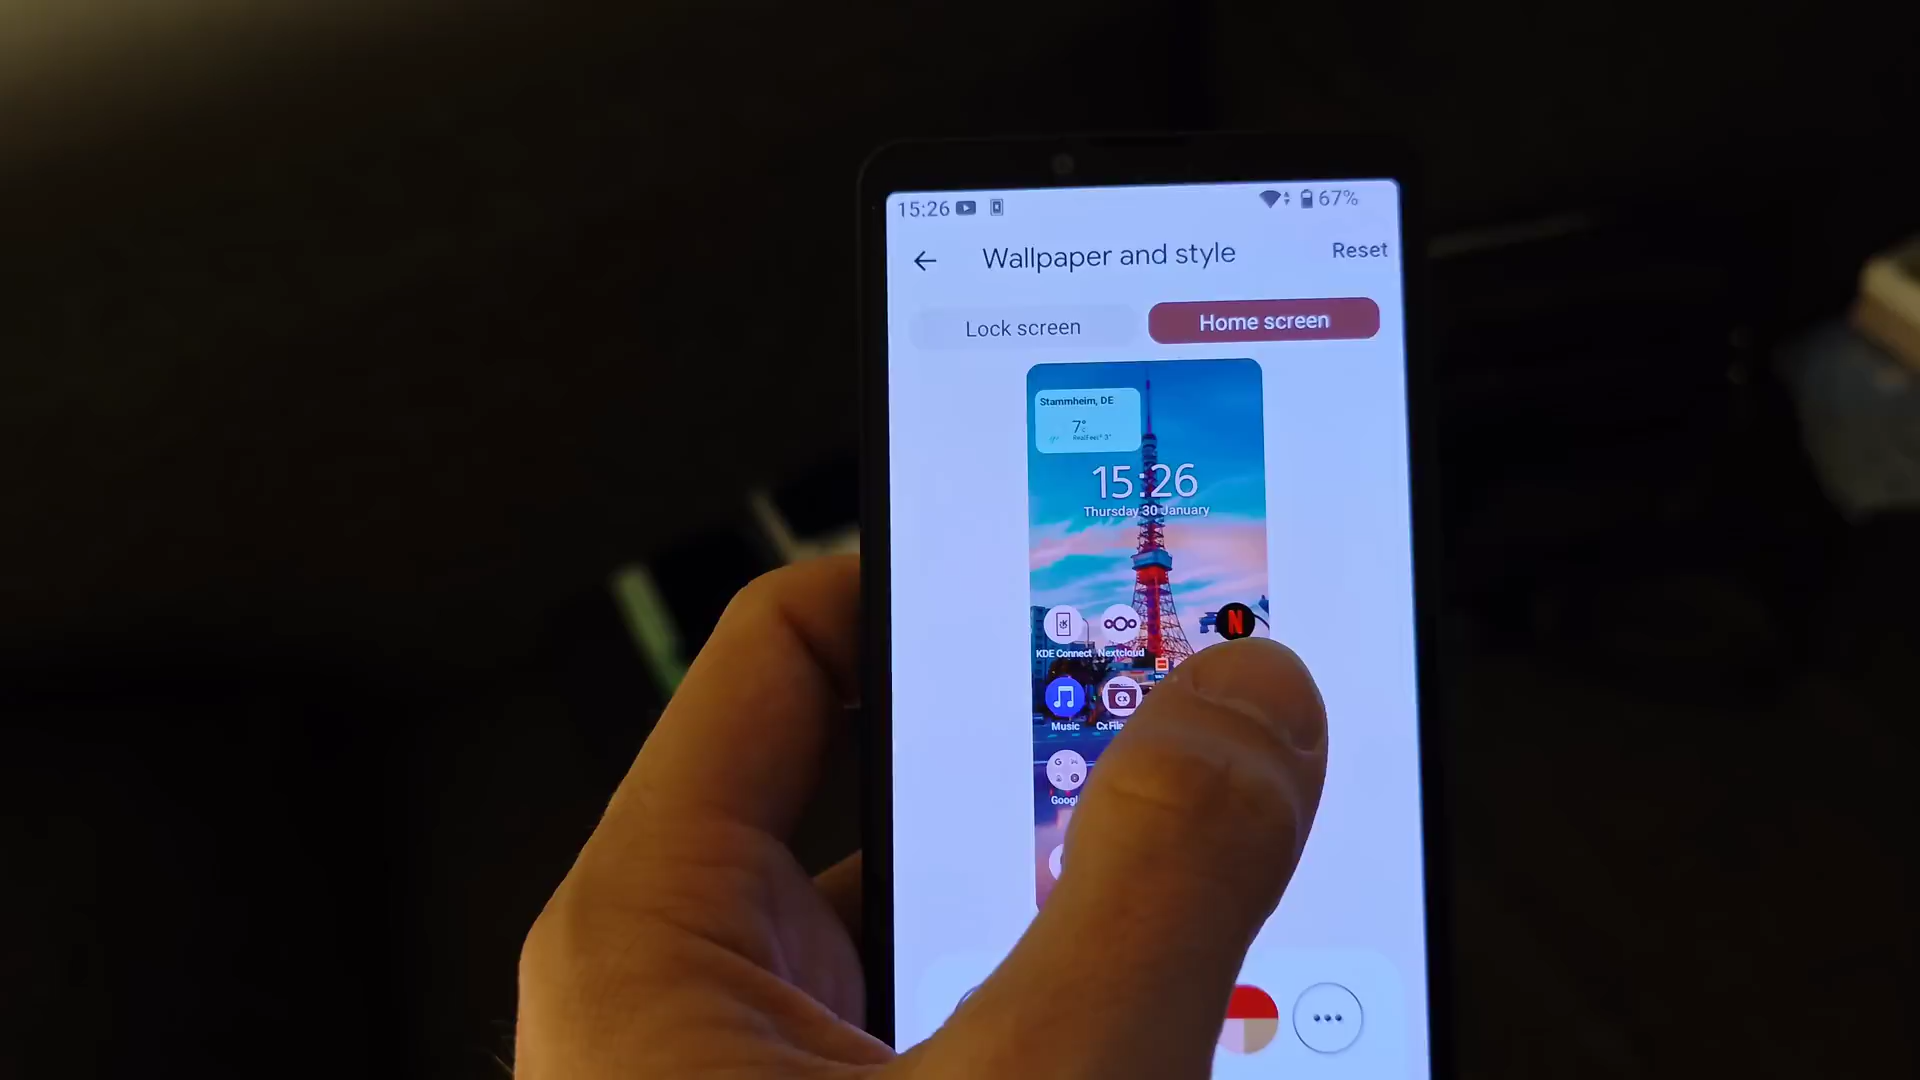 15:26
67%
Wallpaper and style
Reset
Lock screen
Home screen
Stammheim, DE
7°c
RealFeel® 3°
15:26
Thursday 30 January
N
KDE Connect
Nextcloud
CX
Music
Cx File
G
Googl